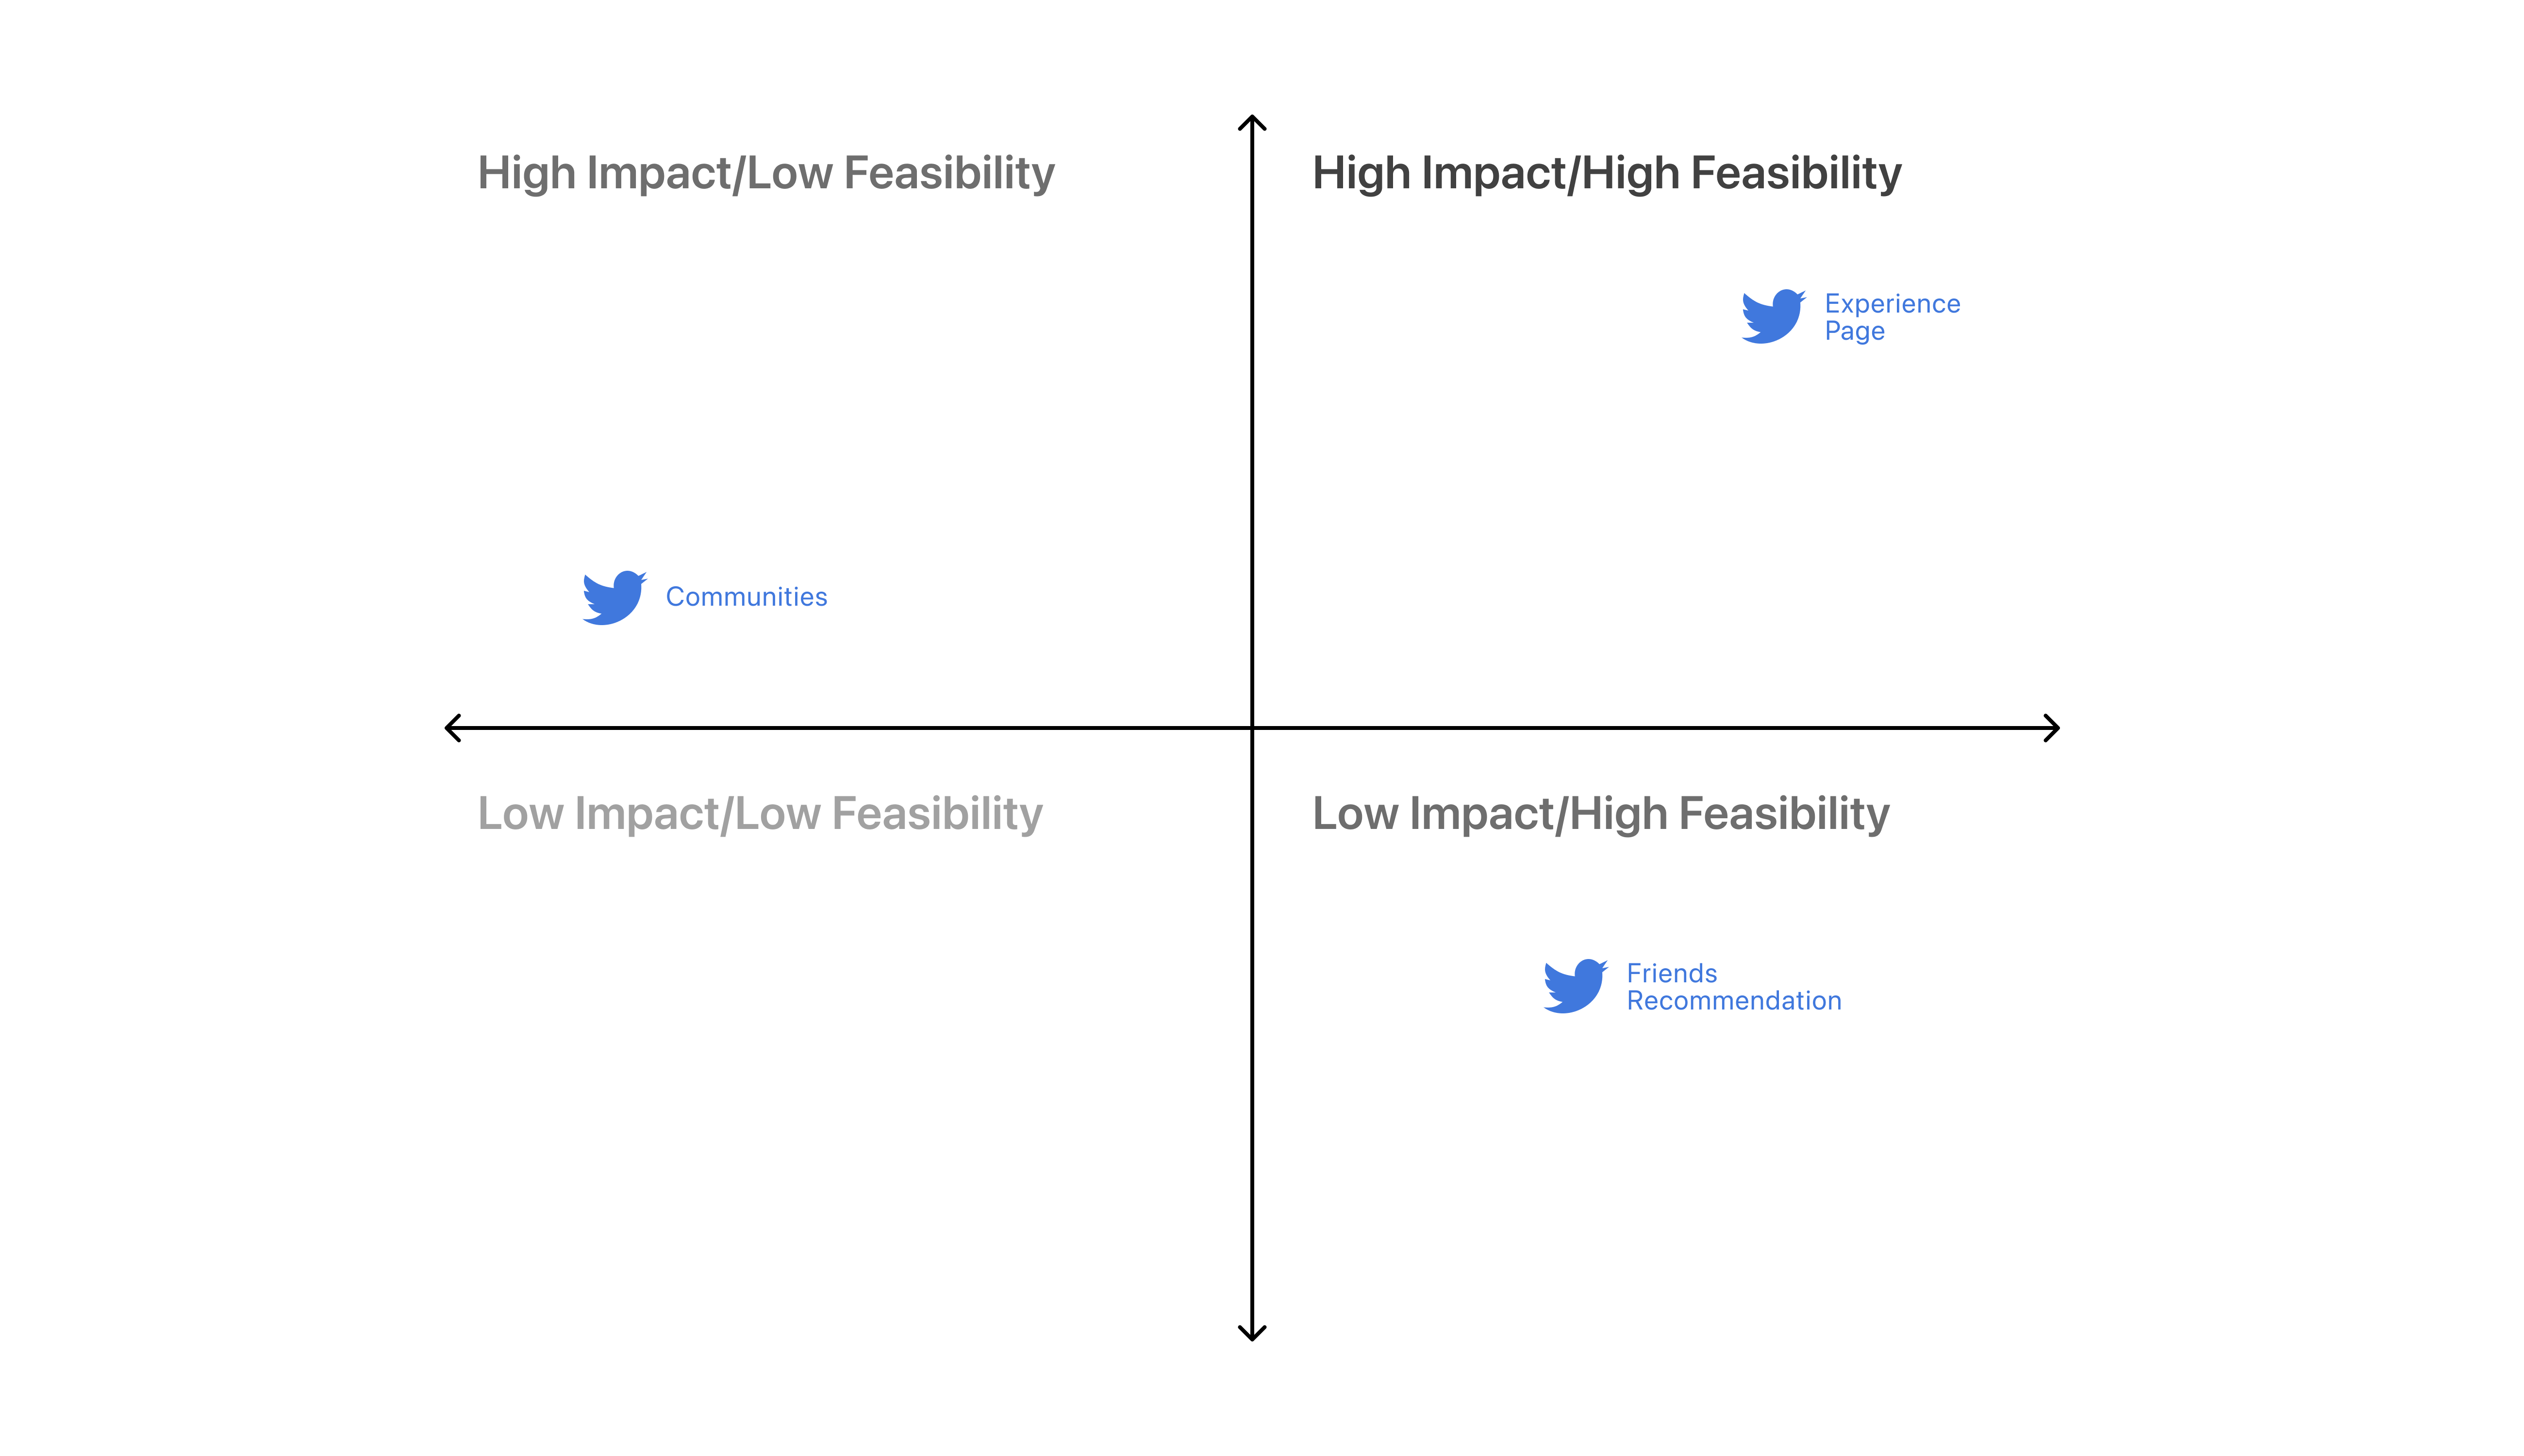 High Impact/Low Feasibility
High Impact/High Feasibility
Experience
Page
Communities
Low Impact/Low Feasibility
Low Impact/High Feasibility
Friends
Recommendation